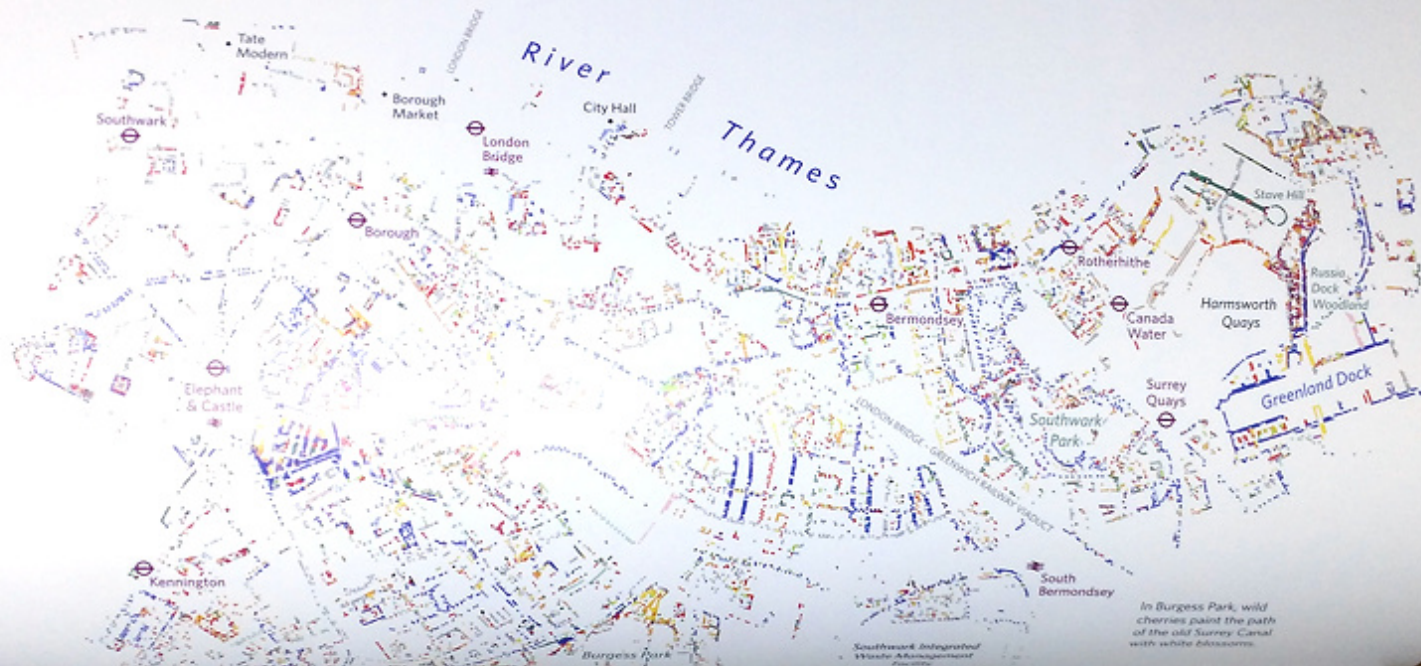 Tate
Modern
LONDON BRIDGE
River
Borough
Market
City Hall
TOWER BRIDGE
Southwark
London
Bridge
Thames
Stave Hill
Borough
Rotherhithe
Russia
Dock
Woodland
Harmsworth
Quays
Bermondsey
Canada
Water
Elephant
& Castle
Surrey
Quays
Greenland Dock
Southwark
Park
LONDON BRIDGE - GREENWICH RAILWAY VIADUCT
Kennington
South
Bermondsey
In Burgess Park, wild
cherries paint the path
of the old Surrey Canal
with white blossoms.
Burgess Park
Southwark Integrated
Waste Management